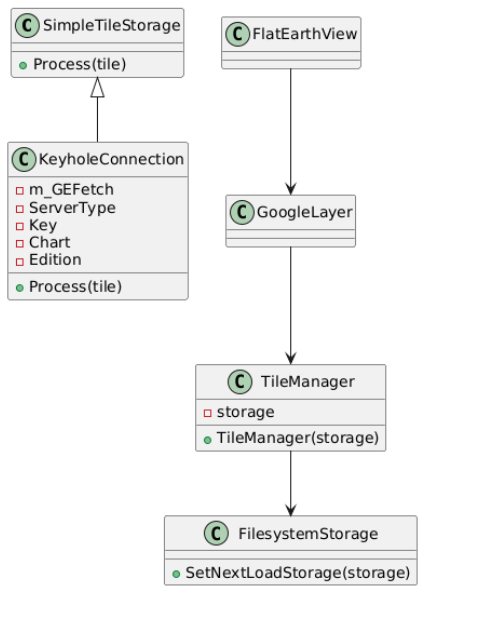 C SimpleTileStorage
Process(tile)
C FlatEarthView
C KeyholeConnection
m_GEFetch
ServerType
Key
Chart
Edition
Process(tile)
C GoogleLayer
C TileManager
storage
TileManager(storage)
C FilesystemStorage
SetNextLoadStorage(storage)